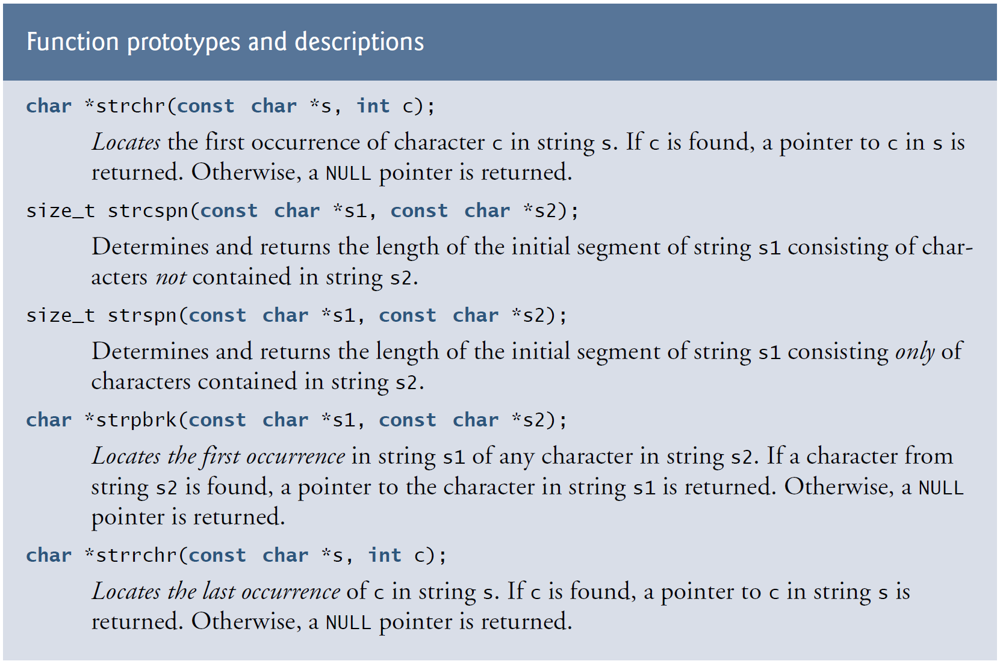 Function prototypes and descriptions
char *strchr(const char *s, int c);
Locates the first occurrence of character c in string s. If c is found, a pointer to c in s is
returned. Otherwise, a NULL pointer is returned.
size_t strcspn(const char *s1, const char *s2);
Determines and returns the length of the initial segment of string s1 consisting of char-
acters not contained in string s2.
size_t strspn(const char *s1, const char *s2);
Determines and returns the length of the initial segment of string s1 consisting only of
characters contained in string s2.
char *strpbrk(const char *s1, const char *s2);
Locates the first occurrence in string s1 of any character in string s2. If a character from
string s2 is found, a pointer to the character in string s1 is returned. Otherwise, a NULL
pointer is returned.
char *strrchr(const char *s, int c);
Locates the last occurrence of c in string s. If c is found, a pointer to c in string s is
returned. Otherwise, a NULL pointer is returned.